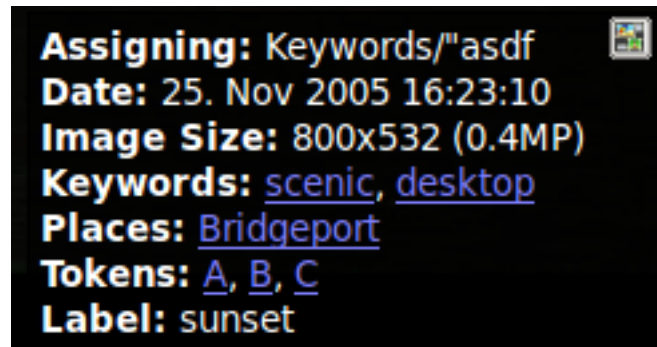 Assigning: Keywords/"asdf
Date: 25. Nov 2005 16:23:10
Image Size: 800x532 (0.4MP)
Keywords: scenic, desktop
Places: Bridgeport
Tokens: A, B, C
Label: sunset